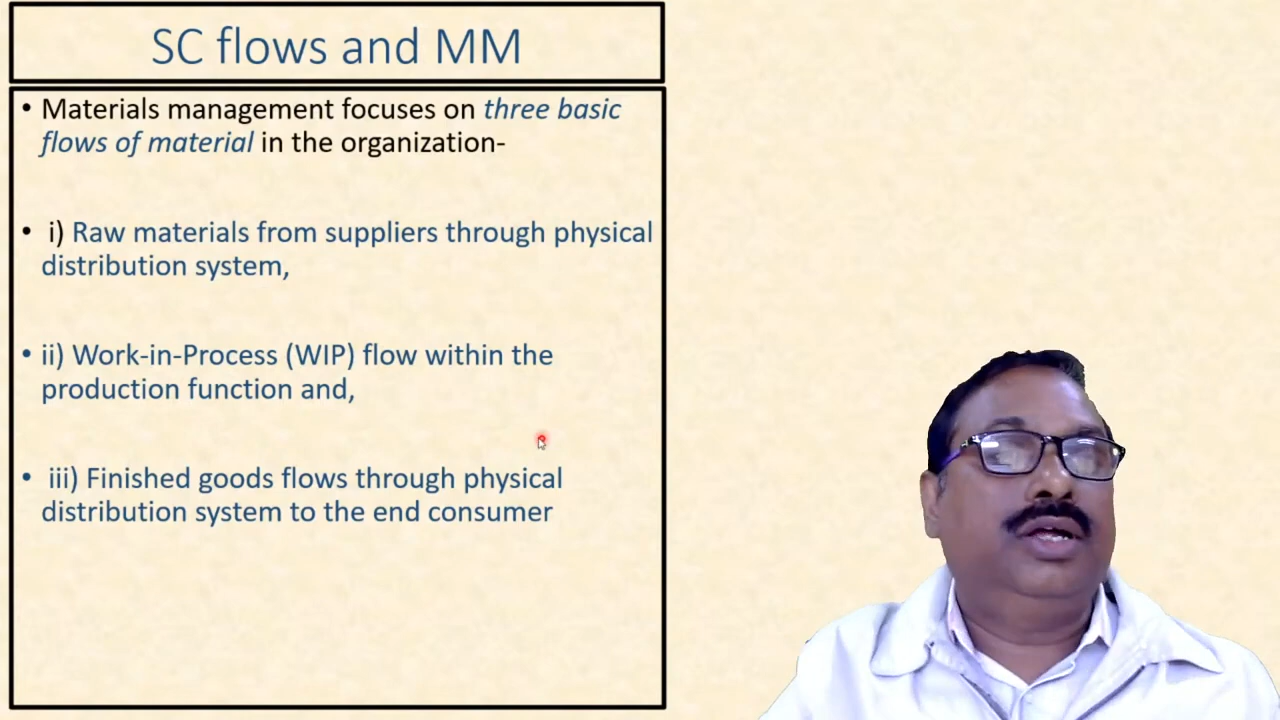 SC flows and MM
• Materials management focuses on three basic
flows of material in the organization-
• i) Raw materials from suppliers through physical
distribution system,
• ii) Work-in-Process (WIP) flow within the
production function and,
• iii) Finished goods flows through physical
distribution system to the end consumer